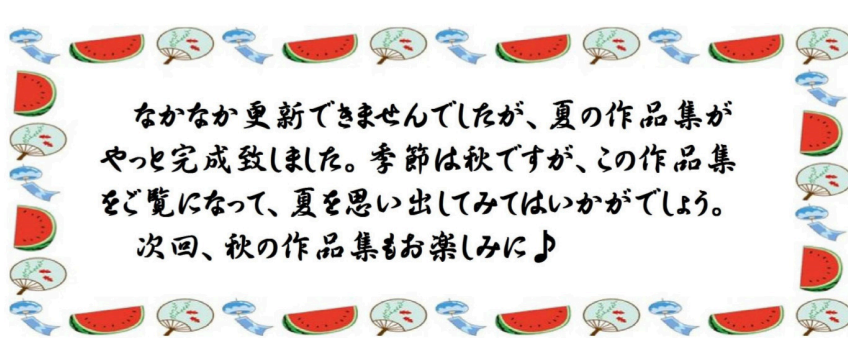 なかなか更新できませんでしたが、夏の作品集が
やっと完成致しました。季節は秋ですが、この作品集
をご覧になって、夏を思い出してみてはいかがでしょう。
次回、秋の作品集もお楽しみに♪